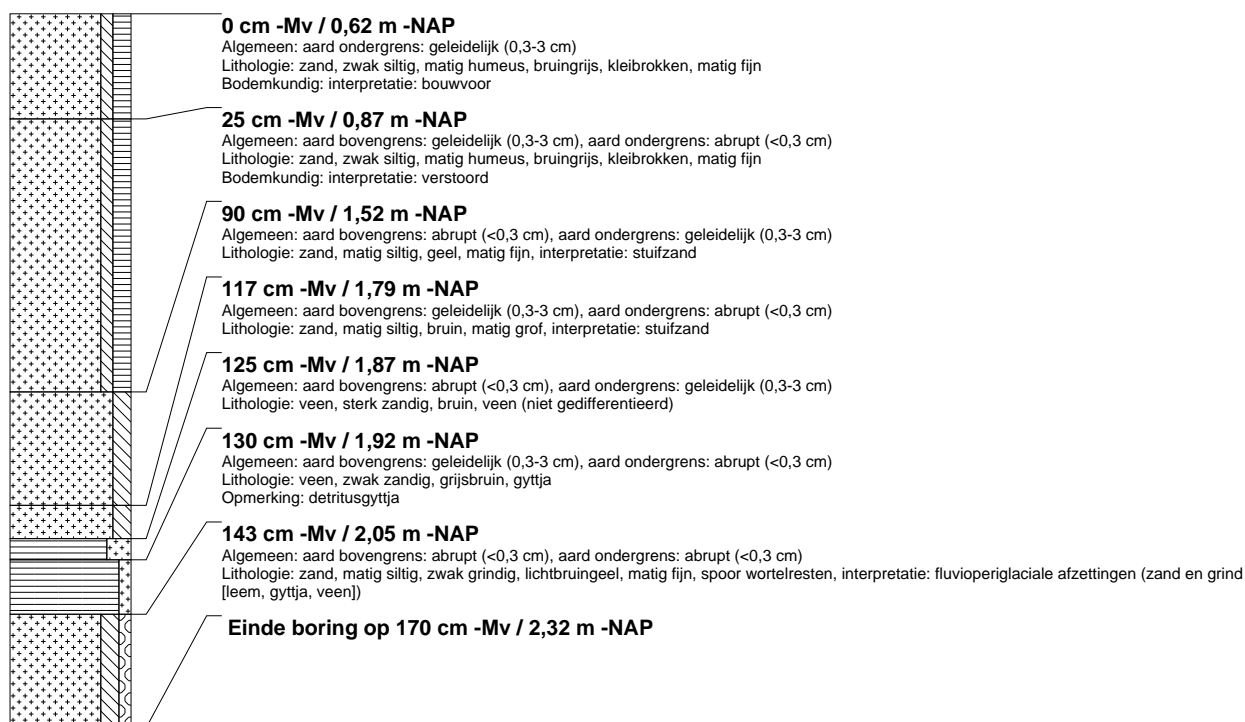 0 cm -Mv / 0,62 m -NAP
Algemeen: aard ondergrens: geleidelijk (0,3-3 cm)
Lithologie: zand, zwak siltig, matig humeus, bruingrijs, kleibrokken, matig fijn
Bodemkundig: interpretatie: bouwvoor
25 cm -Mv / 0,87 m -NAP
Algemeen: aard bovengrens: geleidelijk (0,3-3 cm), aard ondergrens: abrupt (<0,3 cm)
Lithologie: zand, zwak siltig, matig humeus, bruingrijs, kleibrokken, matig fijn
Bodemkundig: interpretatie: verstoord
90 cm -Mv / 1,52 m -NAP
Algemeen: aard bovengrens: abrupt (<0,3 cm), aard ondergrens: geleidelijk (0,3-3 cm)
Lithologie: zand, matig siltig, geel, matig fijn, interpretatie: stuifzand
117 cm -Mv / 1,79 m -NAP
Algemeen: aard bovengrens: geleidelijk (0,3-3 cm), aard ondergrens: abrupt (<0,3 cm)
Lithologie: zand, matig siltig, bruin, matig grof, interpretatie: stuifzand
125 cm -Mv / 1,87 m -NAP
Algemeen: aard bovengrens: abrupt (<0,3 cm), aard ondergrens: geleidelijk (0,3-3 cm)
Lithologie: veen, sterk zandig, bruin, veen (niet gedifferentieerd)
130 cm -Mv / 1,92 m -NAP
Algemeen: aard bovengrens: geleidelijk (0,3-3 cm), aard ondergrens: abrupt (<0,3 cm)
Lithologie: veen, zwak zandig, grijsbruin, gyttja
Opmerking: detritusgyttja
143 cm -Mv / 2,05 m -NAP
Algemeen: aard bovengrens: abrupt (<0,3 cm), aard ondergrens: abrupt (<0,3 cm)
Lithologie: zand, matig siltig, zwak grindig, lichtbruingeel, matig fijn, spoor wortelresten, interpretatie: fluvioperiglaciale afzettingen (zand en grind
[leem, gyttja, veen])
Einde boring op 170 cm -Mv / 2,32 m -NAP